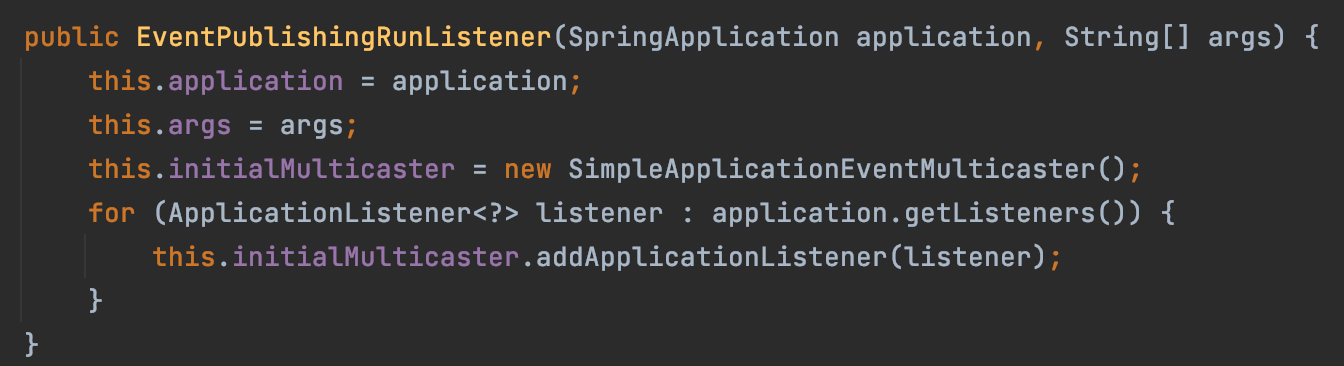 public EventPublishingRunListener(SpringApplication application, String[] args) {
    this.application = application;
    this.args = args;
    this.initialMulticaster = new SimpleApplicationEventMulticaster();
    for (ApplicationListener<?> listener : application.getListeners()) {
        this.initialMulticaster.addApplicationListener(listener);
    }
}